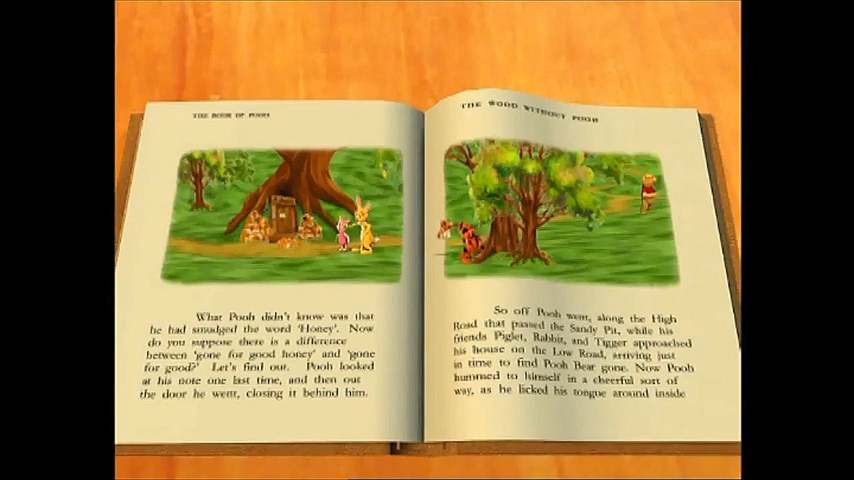 THE BOOK OF POOH
What Pooh didn't know was that
he had smudged the word 'Honey'. Now
do you suppose there is a difference
between 'gone for good honey' and 'gone
for good?' Let's find out. Pooh looked
at his note one last time, and then out
the door he went, closing it behind him.
THE WOOD WITHOUT POOH
So off Pooh went, along the High
Road that passed the Sandy Pit, while his
friends Piglet, Rabbit, and Tigger approached
his house on the Low Road, arriving just
in time to find Pooh Bear gone. Now Pooh
hummed to himself in a cheerful sort of
way, as he licked his tongue around inside